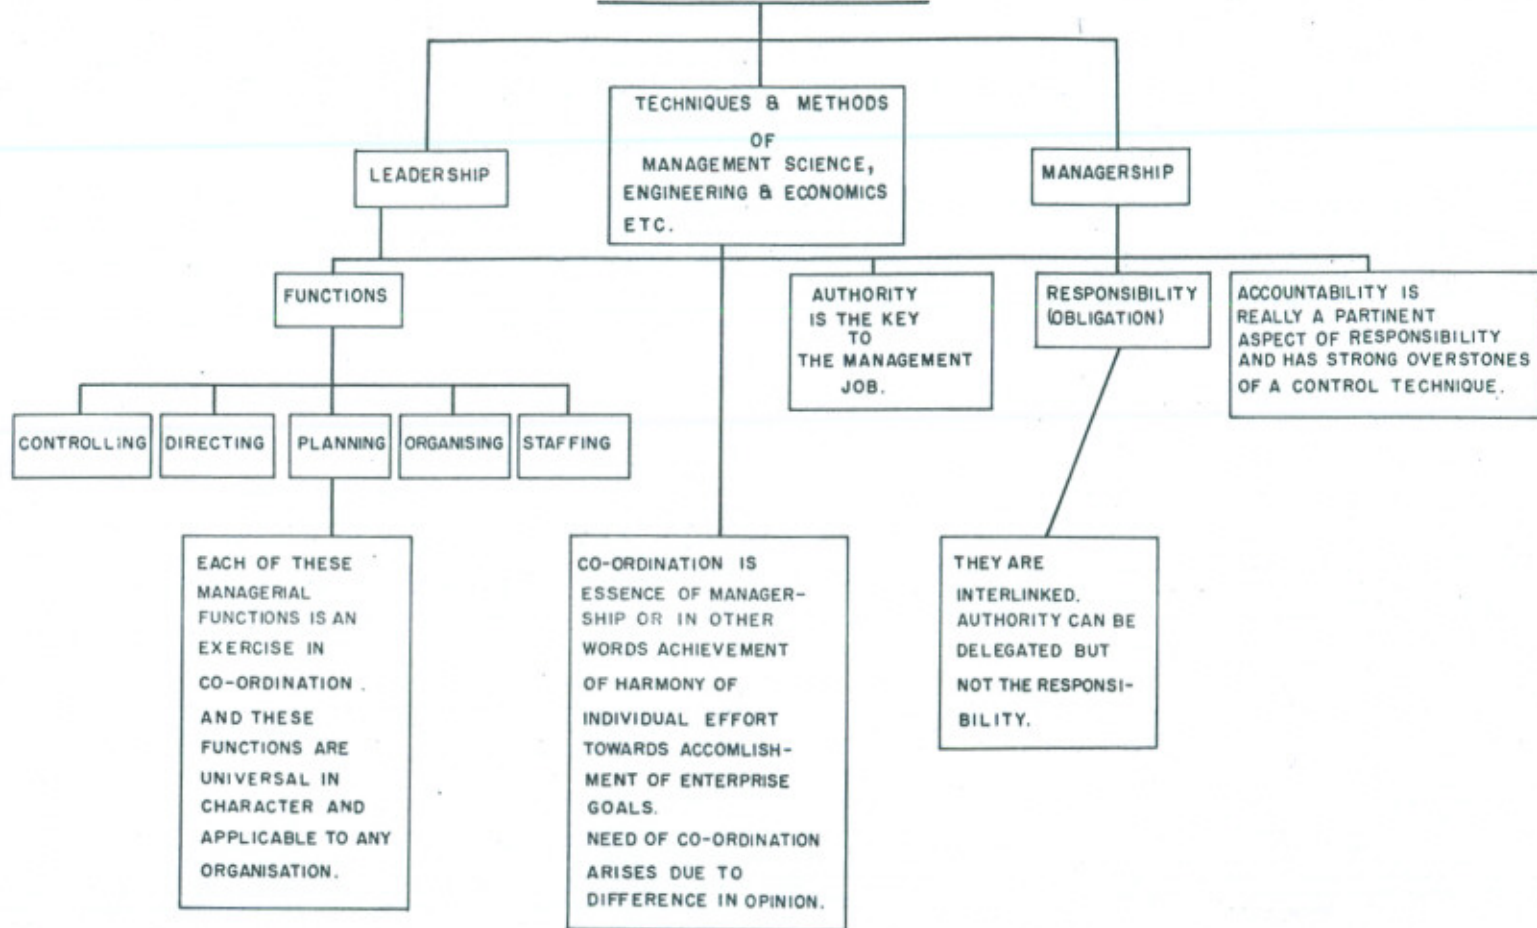 TECHNIQUES & METHODS
OF
MANAGEMENT SCIENCE,
ENGINEERING & ECONOMICS
ETC.
LEADERSHIP
MANAGERSHIP
FUNCTIONS
AUTHORITY
IS THE KEY
TO
THE MANAGEMENT
JOB.
RESPONSIBILITY
(OBLIGATION)
ACCOUNTABILITY IS
REALLY A PARTINENT
ASPECT OF RESPONSIBILITY
AND HAS STRONG OVERSTONES
OF A CONTROL TECHNIQUE.
CONTROLLING
DIRECTING
PLANNING
ORGANISING
STAFFING
EACH OF THESE
MANAGERIAL
FUNCTIONS IS AN
EXERCISE IN
CO-ORDINATION.
AND THESE
FUNCTIONS ARE
UNIVERSAL IN
CHARACTER AND
APPLICABLE TO ANY
ORGANISATION.
CO-ORDINATION IS
ESSENCE OF MANAGER-
SHIP OR IN OTHER
WORDS ACHIEVEMENT
OF HARMONY OF
INDIVIDUAL EFFORT
TOWARDS ACCOMLISH-
MENT OF ENTERPRISE
GOALS.
NEED OF CO-ORDINATION
ARISES DUE TO
DIFFERENCE IN OPINION.
THEY ARE
INTERLINKED.
AUTHORITY CAN BE
DELEGATED BUT
NOT THE RESPONSI-
BILITY.